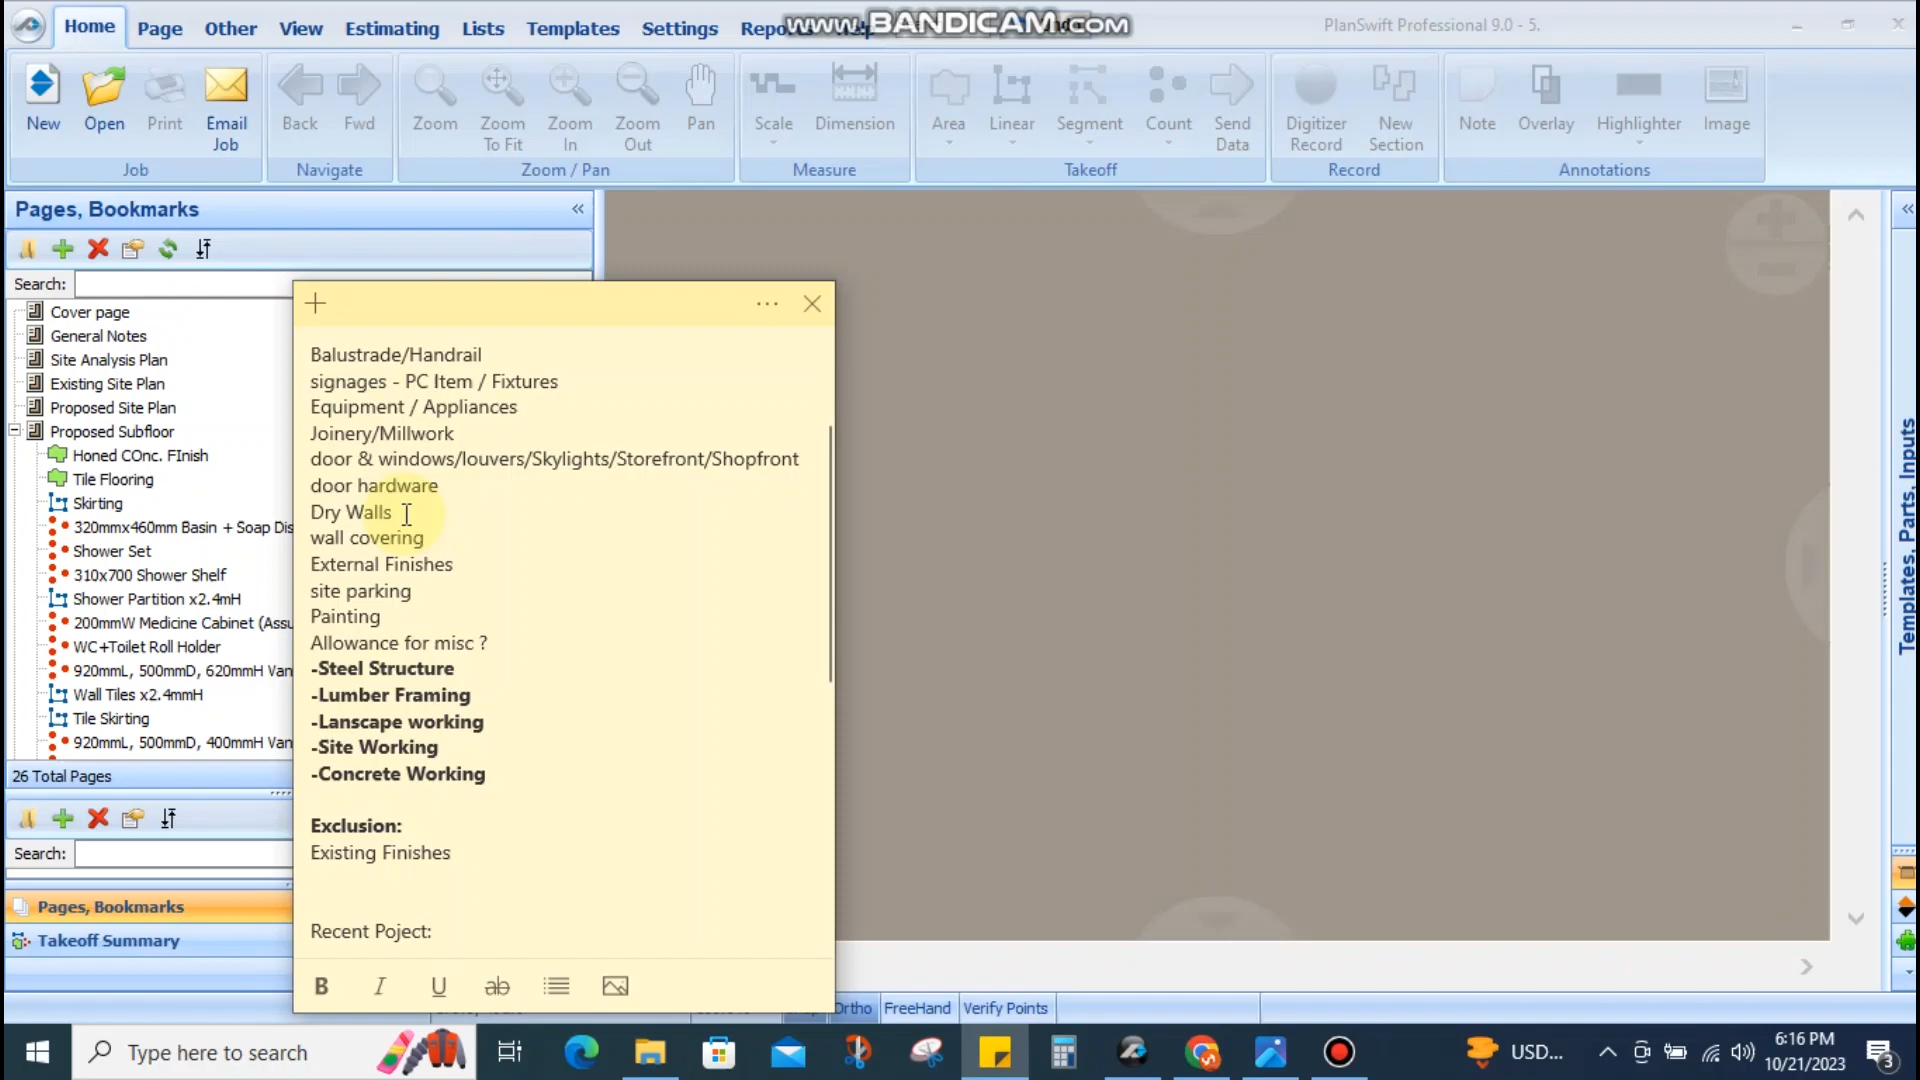 Home Page Other View Estimating Lists Templates Settings
www.BANDICAM.com
PlanSwift Professional 9.0 - 5.
New Open Print Email Job
Back Fwd
Zoom Zoom To Fit Zoom In Zoom Out Pan
Scale Dimension
Area Linear Segment Count Send Data
Digitizer Record New Section
Note Overlay Highlighter Image
Job Navigate Zoom / Pan Measure Takeoff Record Annotations
Pages, Bookmarks
Search:
Cover page
General Notes
Site Analysis Plan
Existing Site Plan
Proposed Site Plan
Proposed Subfloor
Honed COnc. FInish
Tile Flooring
Skirting
320mmx460mm Basin + Soap Dis
Shower Set
310x700 Shower Shelf
Shower Partition x2.4mH
200mmW Medicine Cabinet (Assu
WC+Toilet Roll Holder
920mmL, 500mmD, 620mmH Van
Wall Tiles x2.4mmH
Tile Skirting
920mmL, 500mmD, 400mmH Van
26 Total Pages
Search:
Pages, Bookmarks
Takeoff Summary
Balustrade/Handrail
signages - PC Item / Fixtures
Equipment / Appliances
Joinery/Millwork
door & windows/louvers/Skylights/Storefront/Shopfront
door hardware
Dry Walls
wall covering
External Finishes
site parking
Painting
Allowance for misc ?
-Steel Structure
-Lumber Framing
-Lanscape working
-Site Working
-Concrete Working
Exclusion:
Existing Finishes
Recent Poject:
B I U ab
Templates, Parts, Inputs
Ortho FreeHand Verify Points
Type here to search
USD...
6:16 PM
10/21/2023
3